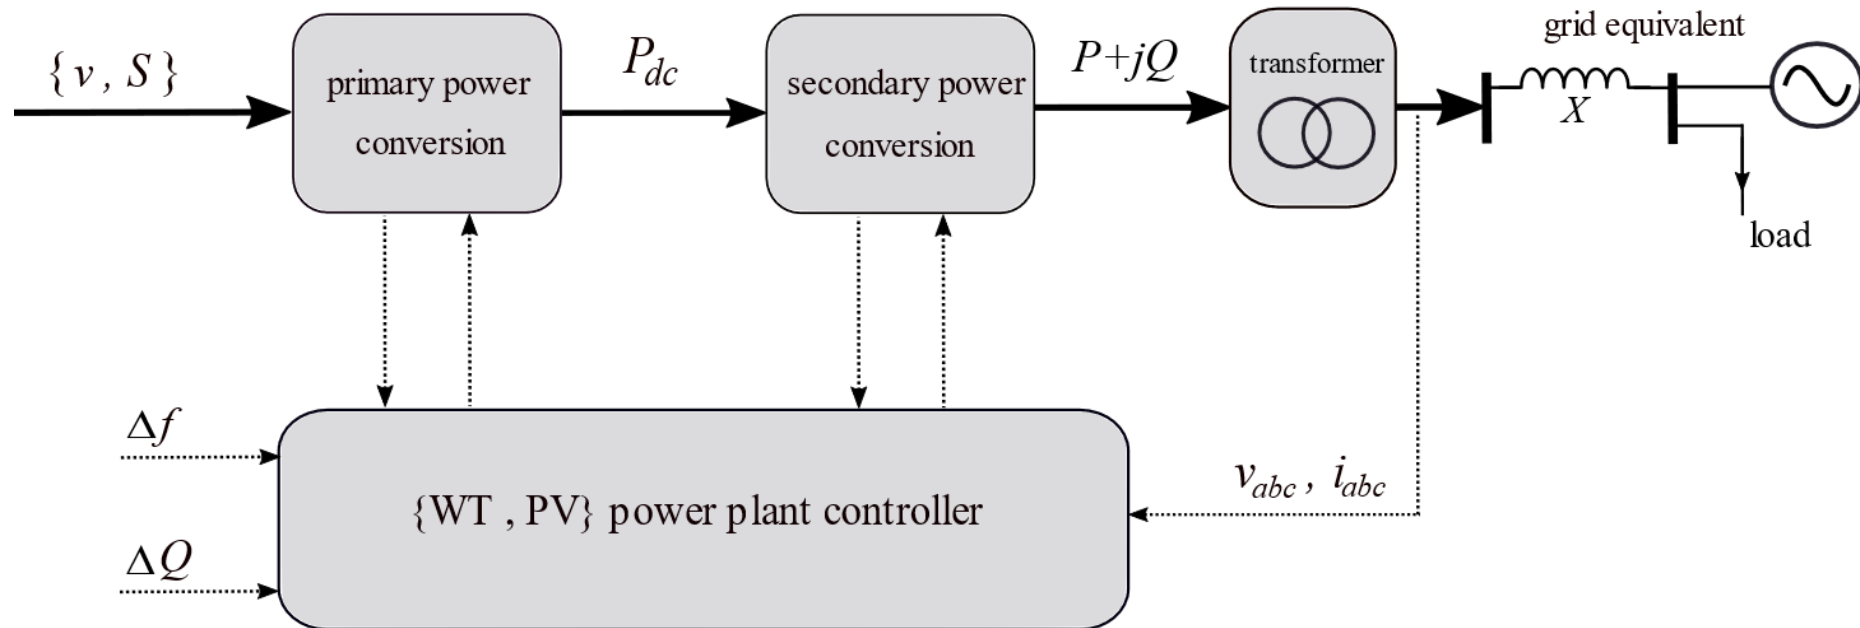 { v , S }
primary power
conversion
P_dc
secondary power
conversion
P+jQ
transformer
grid equivalent
X
load
Δf
ΔQ
{WT , PV} power plant controller
v_abc , i_abc